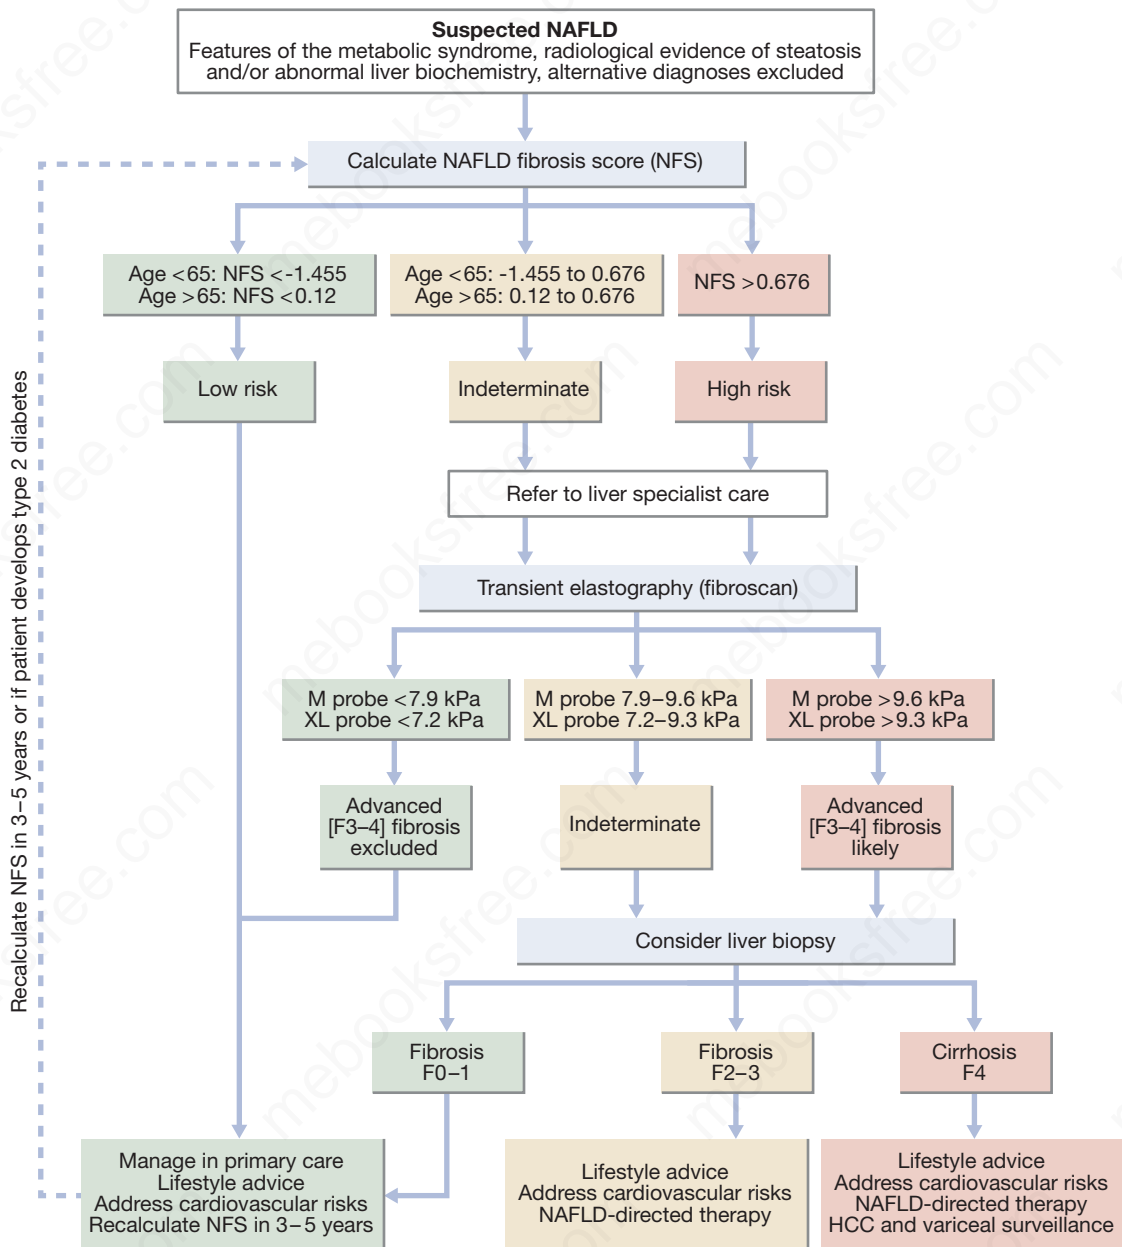 Suspected NAFLD
Features of the metabolic syndrome, radiological evidence of steatosis
and/or abnormal liver biochemistry, alternative diagnoses excluded
Calculate NAFLD fibrosis score (NFS)
Age <65: NFS <-1.455
Age >65: NFS <0.12
Age <65: -1.455 to 0.676
Age >65: 0.12 to 0.676
NFS >0.676
Low risk
Indeterminate
High risk
Refer to liver specialist care
Transient elastography (fibroscan)
M probe <7.9 kPa
XL probe <7.2 kPa
M probe 7.9–9.6 kPa
XL probe 7.2–9.3 kPa
M probe >9.6 kPa
XL probe >9.3 kPa
Advanced
[F3–4] fibrosis
excluded
Indeterminate
Advanced
[F3–4] fibrosis
likely
Consider liver biopsy
Fibrosis
F0–1
Fibrosis
F2–3
Cirrhosis
F4
Manage in primary care
Lifestyle advice
Address cardiovascular risks
Recalculate NFS in 3–5 years
Lifestyle advice
Address cardiovascular risks
NAFLD-directed therapy
Lifestyle advice
Address cardiovascular risks
NAFLD-directed therapy
HCC and variceal surveillance
Recalculate NFS in 3–5 years or if patient develops type 2 diabetes
mebooksfree.com